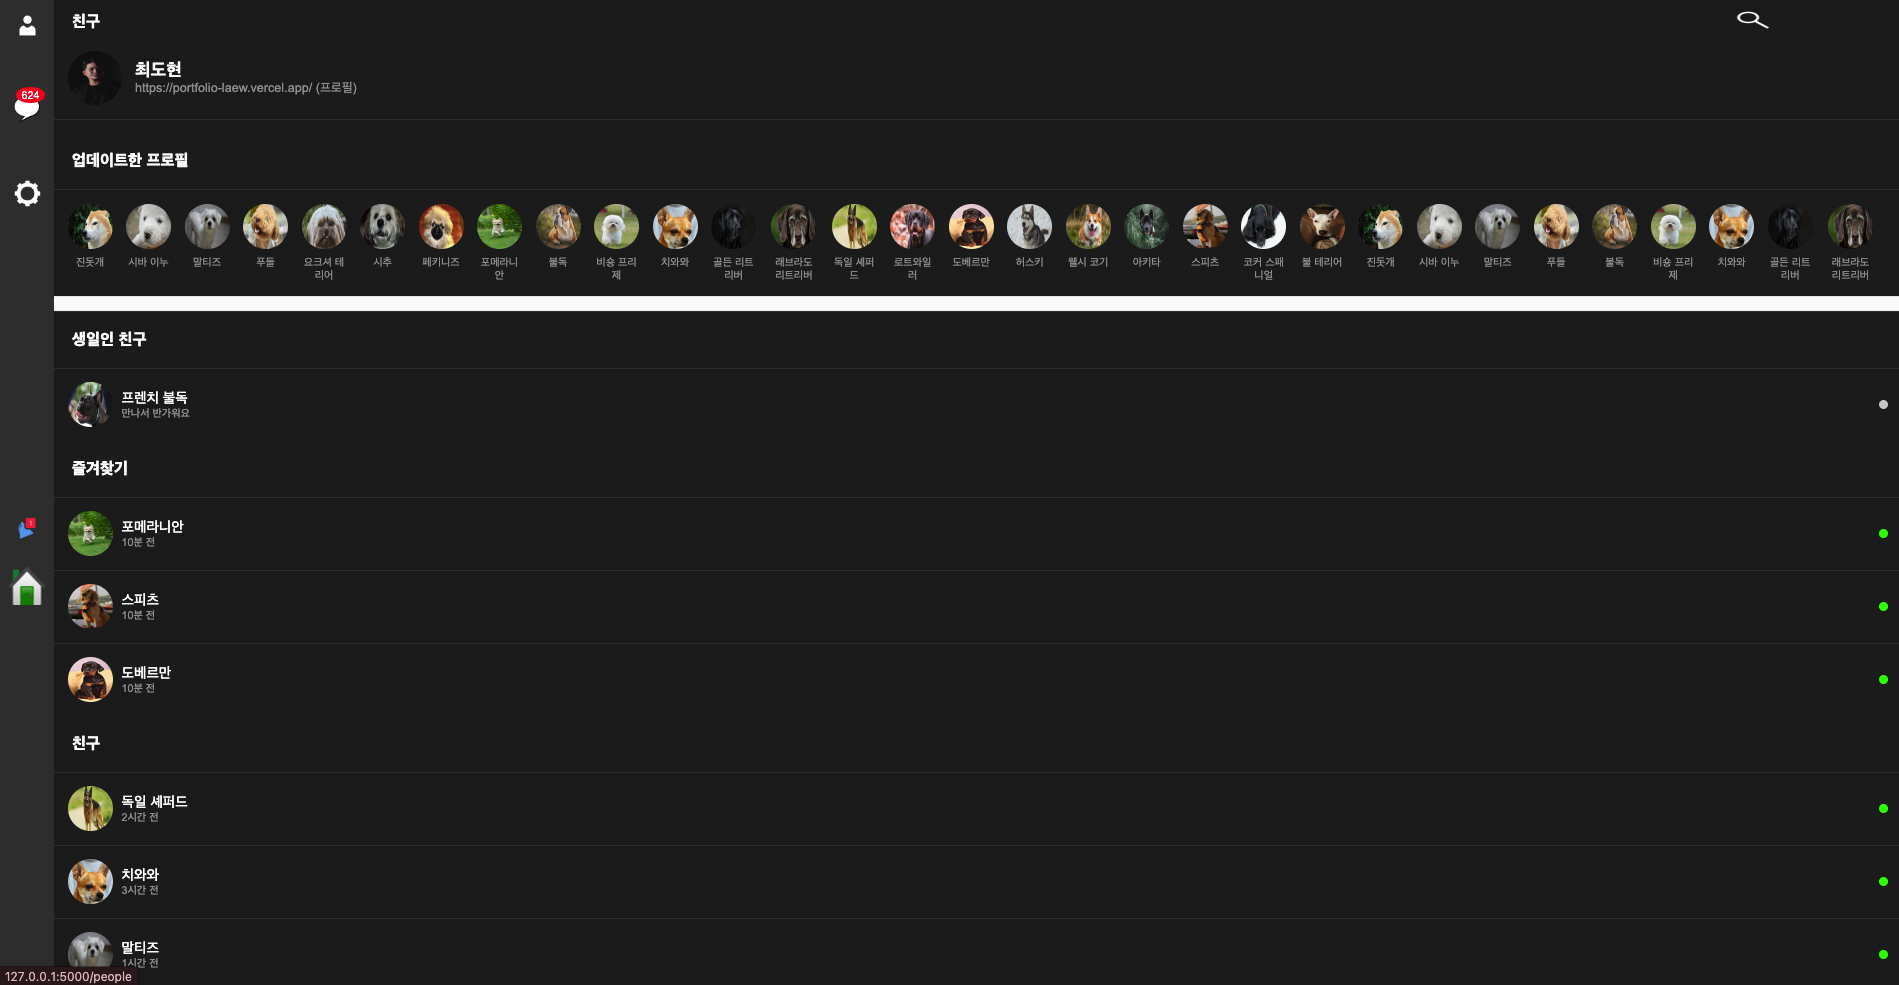 친구
최도현
https://portfolio-laew.vercel.app/ (프로필)
624
업데이트한 프로필
진돗개
시바 이누
말티즈
푸들
요크셔 테
리어
시추
페키니즈
포메라니
안
불독
비숑 프리
제
치와와
골든 리트
리버
래브라도
리트리버
독일 셰퍼
드
로트와일
러
도베르만
허스키
웰시 코기
아키타
스피츠
코커 스패
니얼
불 테리어
진돗개
시바 이누
말티즈
푸들
불독
비숑 프리
제
치와와
골든 리트
리버
래브라도
리트리버
생일인 친구
프렌치 불독
만나서 반가워요
즐겨찾기
포메라니안
10분 전
1
스피츠
10분 전
도베르만
10분 전
친구
독일 셰퍼드
2시간 전
치와와
3시간 전
말티즈
1시간 전
127.0.0.1:5000/people